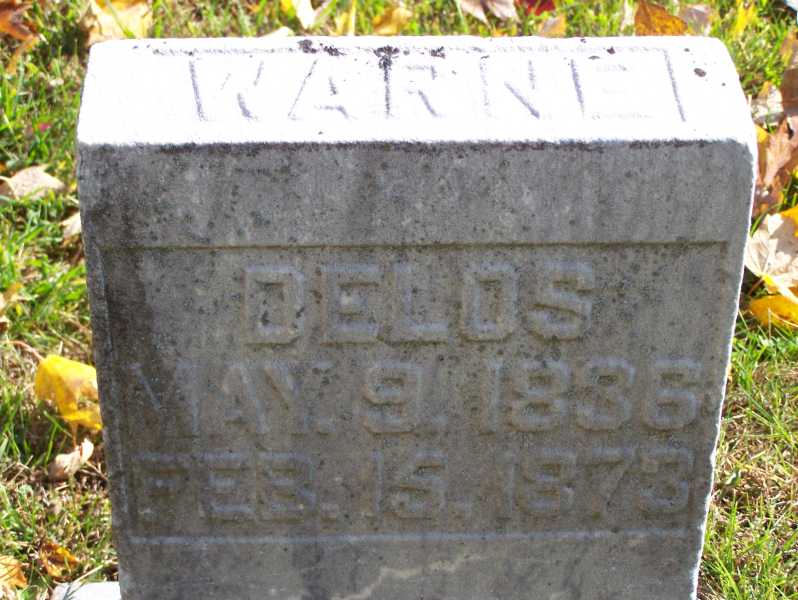 WARNE
DELOS
MAY. 9. 1836
FEB. 15. 1873